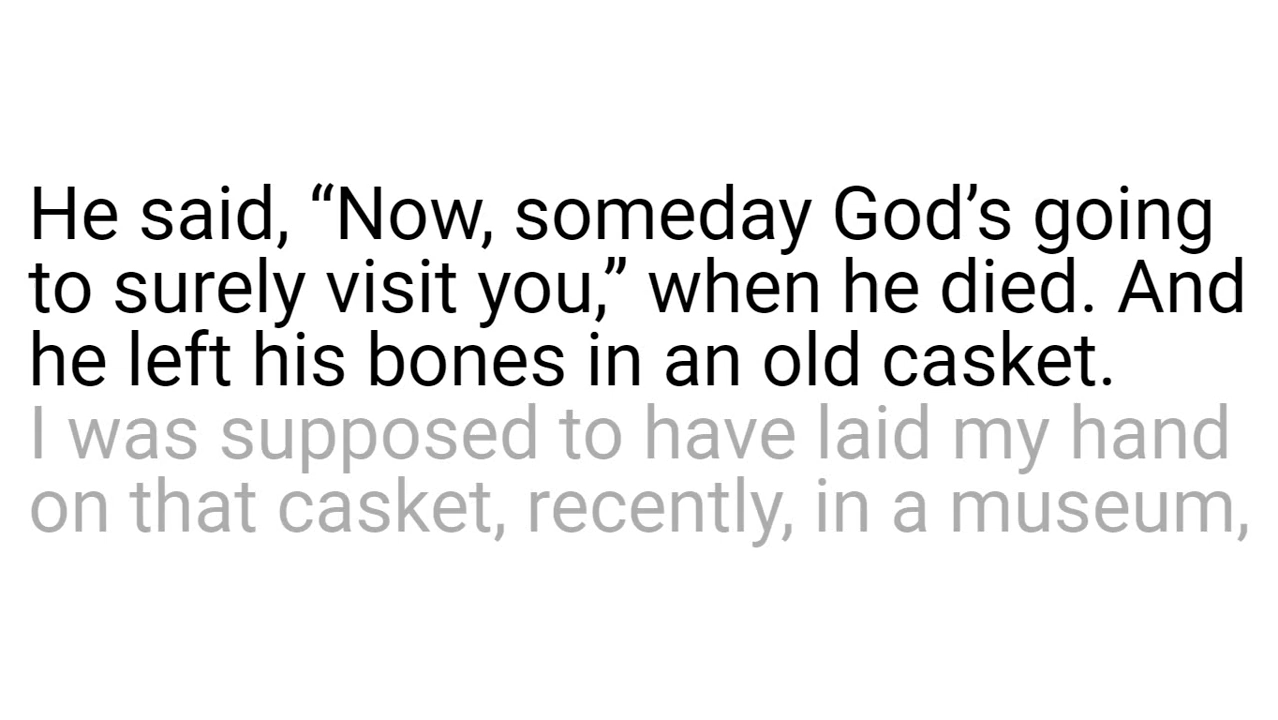 He said, “Now, someday God’s going
to surely visit you,” when he died. And
he left his bones in an old casket.
I was supposed to have laid my hand
on that casket, recently, in a museum,